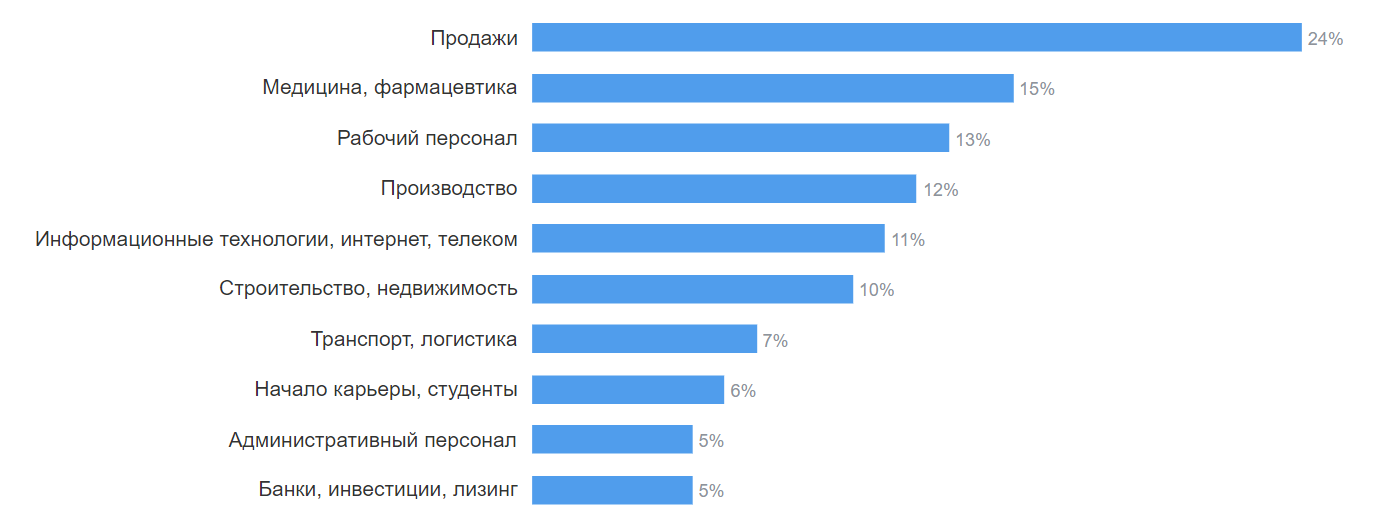 Продажи 24%
Медицина, фармацевтика 15%
Рабочий персонал 13%
Производство 12%
Информационные технологии, интернет, телеком 11%
Строительство, недвижимость 10%
Транспорт, логистика 7%
Начало карьеры, студенты 6%
Административный персонал 5%
Банки, инвестиции, лизинг 5%